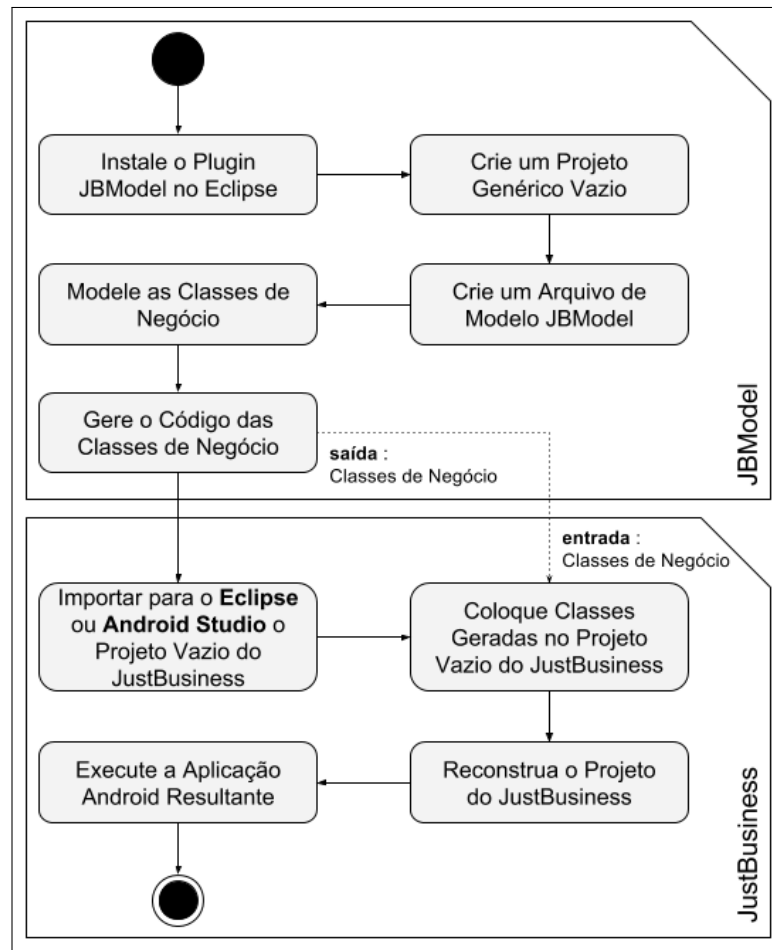 Instale o Plugin
JBModel no Eclipse
Crie um Projeto
Genérico Vazio
Crie um Arquivo de
Modelo JBModel
Modele as Classes de
Negócio
Gere o Código das
Classes de Negócio
saída :
Classes de Negócio
JBModel
entrada :
Classes de Negócio
Importar para o Eclipse
ou Android Studio o
Projeto Vazio do
JustBusiness
Coloque Classes
Geradas no Projeto
Vazio do JustBusiness
Reconstrua o Projeto
do JustBusiness
Execute a Aplicação
Android Resultante
JustBusiness